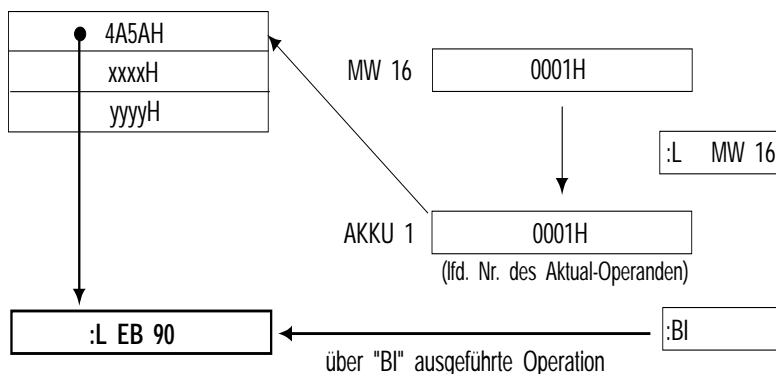 4A5AH
xxxxH
yyyyH
MW 16
0001H
:L MW 16
AKKU 1
0001H
(lfd. Nr. des Aktual-Operanden)
:L EB 90
:BI
über "BI" ausgeführte Operation